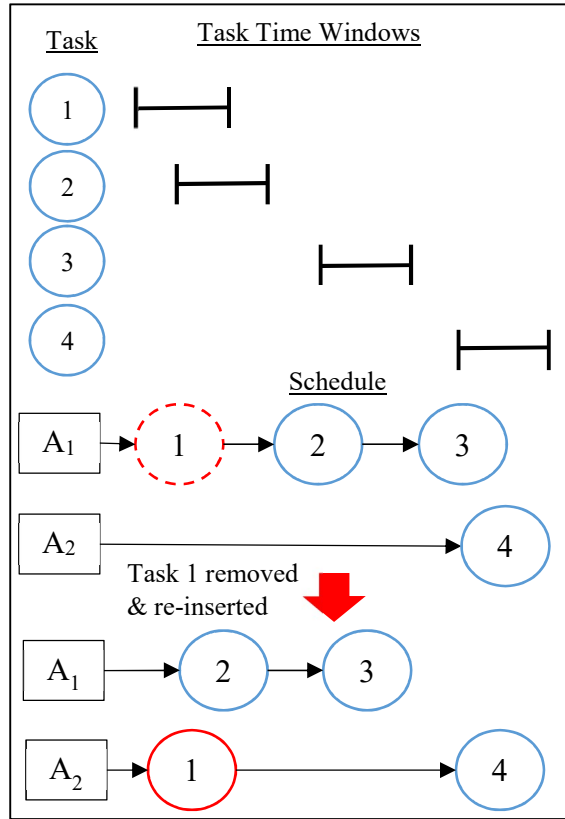 Task Task Time Windows
1
2
3
4
Schedule
A1 1 2 3
A2 4
Task 1 removed
& re-inserted
A1 2 3
A2 1 4